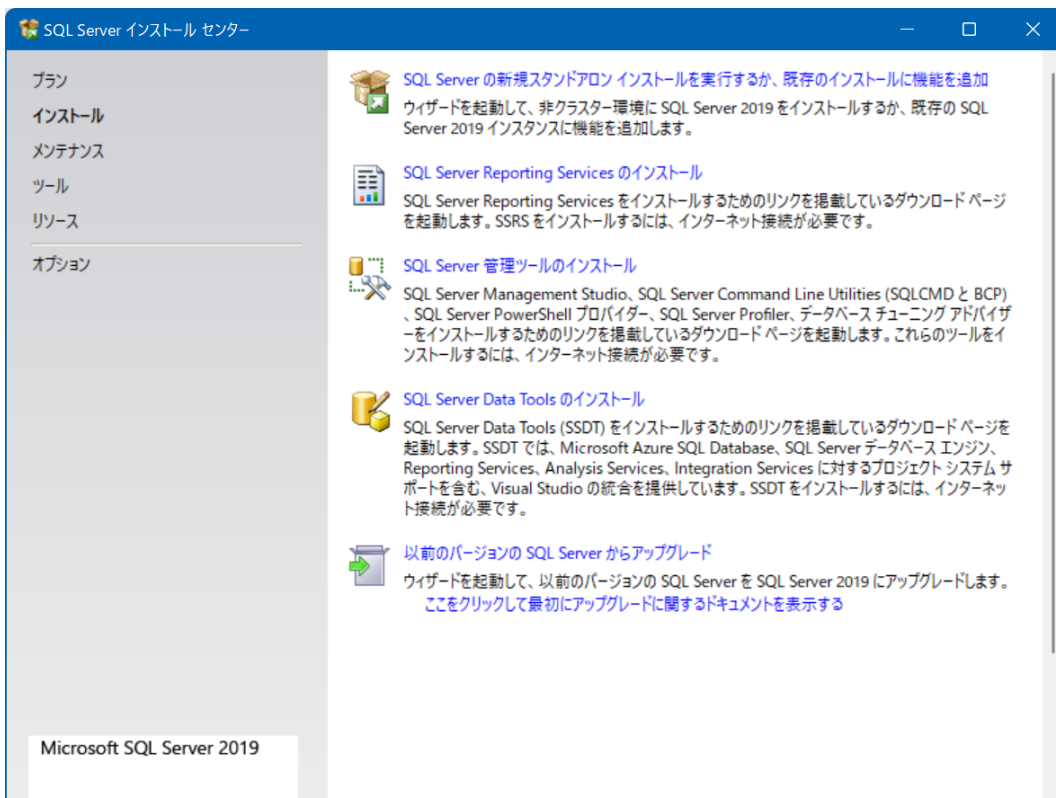 SQL Server インストール センター
プラン
インストール
メンテナンス
ツール
リソース
オプション
SQL Server の新規スタンドアロン インストールを実行するか、既存のインストールに機能を追加
ウィザードを起動して、非クラスター環境に SQL Server 2019 をインストールするか、既存の SQL
Server 2019 インスタンスに機能を追加します。
SQL Server Reporting Services のインストール
SQL Server Reporting Services をインストールするためのリンクを掲載しているダウンロード ページ
を起動します。SSRS をインストールするには、インターネット接続が必要です。
SQL Server 管理ツールのインストール
SQL Server Management Studio、SQL Server Command Line Utilities (SQLCMD と BCP)
、SQL Server PowerShell プロバイダー、SQL Server Profiler、データベース チューニング アドバイザ
ーをインストールするためのリンクを掲載しているダウンロード ページを起動します。これらのツールをイ
ンストールするには、インターネット接続が必要です。
SQL Server Data Tools のインストール
SQL Server Data Tools (SSDT) をインストールするためのリンクを掲載しているダウンロード ページを
起動します。SSDT では、Microsoft Azure SQL Database、SQL Server データベース エンジン、
Reporting Services、Analysis Services、Integration Services に対するプロジェクト システム サ
ポートを含む、Visual Studio の統合を提供しています。SSDT をインストールするには、インターネッ
ト接続が必要です。
以前のバージョンの SQL Server からアップグレード
ウィザードを起動して、以前のバージョンの SQL Server を SQL Server 2019 にアップグレードします。
ここをクリックして最初にアップグレードに関するドキュメントを表示する
Microsoft SQL Server 2019